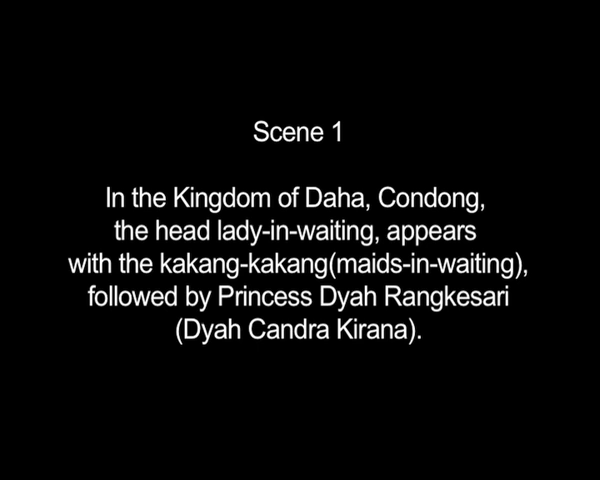 Scene 1
In the Kingdom of Daha, Condong,
the head lady-in-waiting, appears
with the kakang-kakang(maids-in-waiting),
followed by Princess Dyah Rangkesari
(Dyah Candra Kirana).